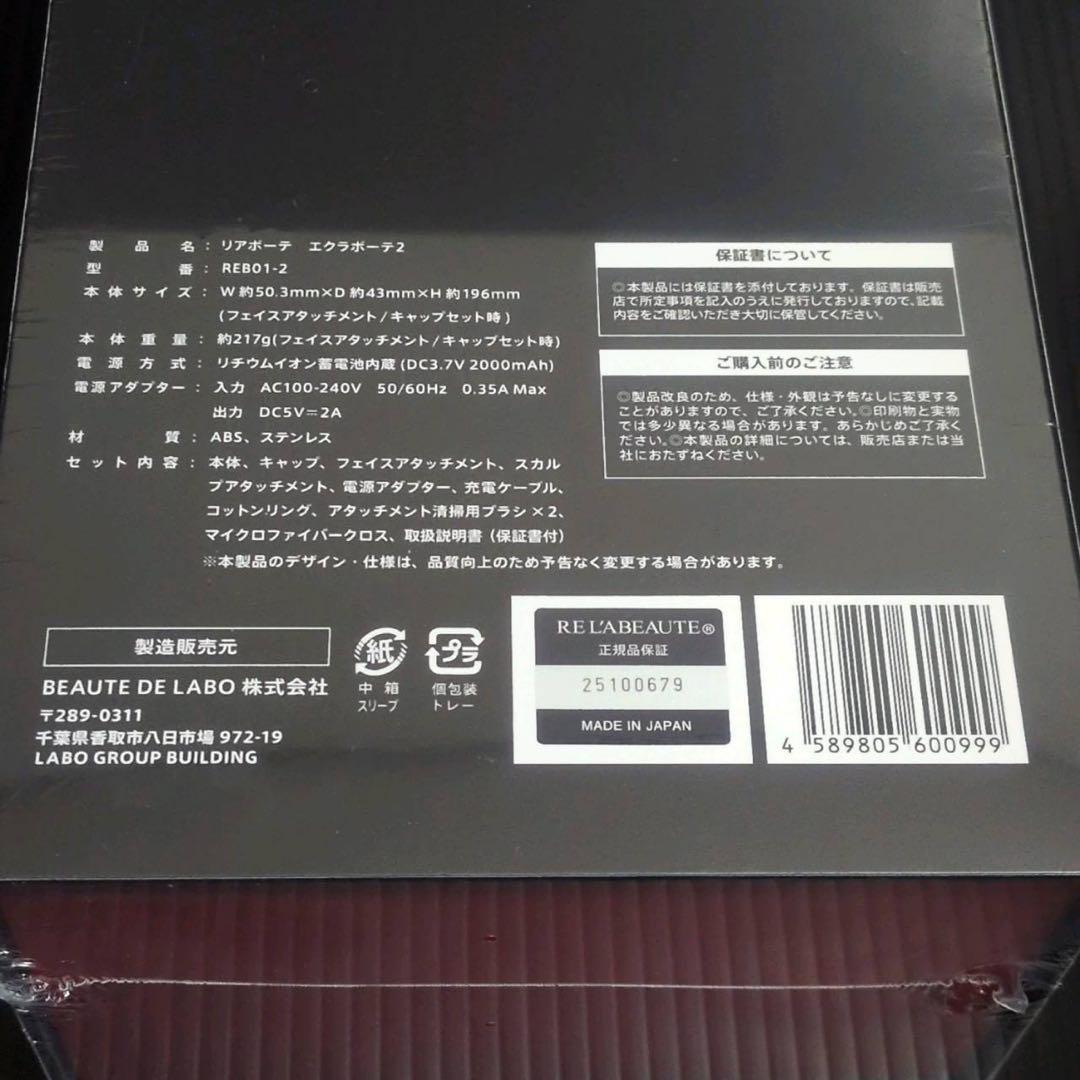 製品名：リアボーテ　エクラボーテ2
型番：REB01-2
本体サイズ：W約50.3mm×D約43mm×H約196mm
(フェイスアタッチメント/キャップセット時)
本体重量：約217g(フェイスアタッチメント/キャップセット時)
電源方式：リチウムイオン蓄電池内蔵(DC3.7V 2000mAh)
電源アダプター：入力　AC100-240V　50/60Hz　0.35A Max
出力　DC5V＝2A
材質：ABS、ステンレス
セット内容：本体、キャップ、フェイスアタッチメント、スカル
プアタッチメント、電源アダプター、充電ケーブル、
コットンリング、アタッチメント清掃用ブラシ×2、
マイクロファイバークロス、取扱説明書(保証書付)
※本製品のデザイン・仕様は、品質向上のため予告なく変更する場合があります。
保証書について
◎本製品には保証書を添付しております。保証書は販売
店で所定事項を記入のうえに発行しておりますので、記載
内容をご確認いただき大切に保管してください。
ご購入前のご注意
◎製品改良のため、仕様・外観は予告なしに変更する
ことがありますので、ご了承ください。◎印刷物と実物
では多少異なる場合があります。あらかじめご了承く
ださい。◎本製品の詳細については、販売店または当
社におたずねください。
製造販売元
BEAUTE DE LABO 株式会社
〒289-0311
千葉県香取市八日市場 972-19
LABO GROUP BUILDING
紙
中箱
スリーブ
プラ
個包装
トレー
RE L'ABEAUTE®
正規品保証
25100679
MADE IN JAPAN
4 589805 600999